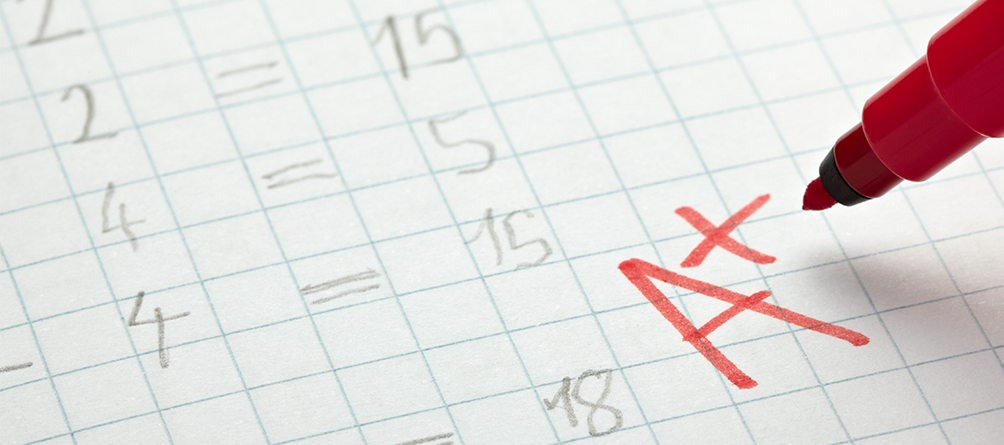 2
2 = 15
4 = 5
− 4 = 15
= 18
A+